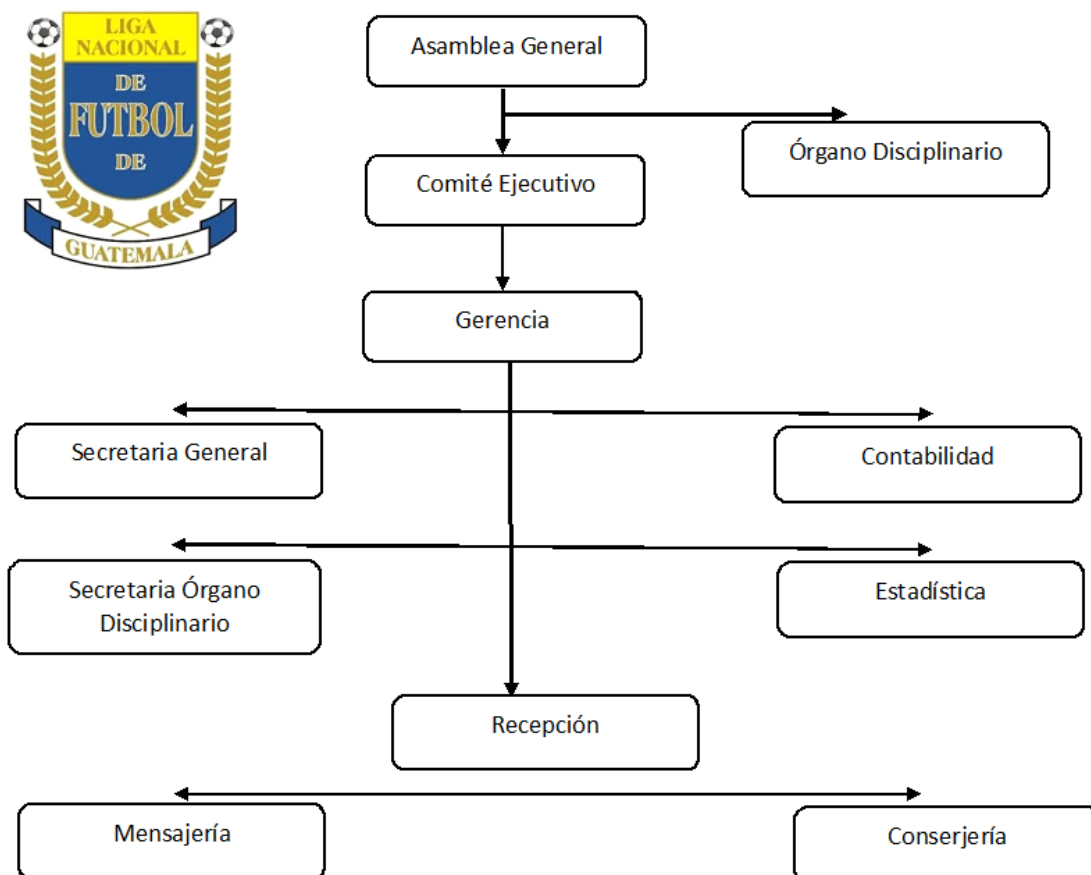 LIGA
NACIONAL
DE
FUTBOL
DE
GUATEMALA
Asamblea General
Órgano Disciplinario
Comité Ejecutivo
Gerencia
Secretaria General
Contabilidad
Secretaria Órgano
Disciplinario
Estadística
Recepción
Mensajería
Conserjería